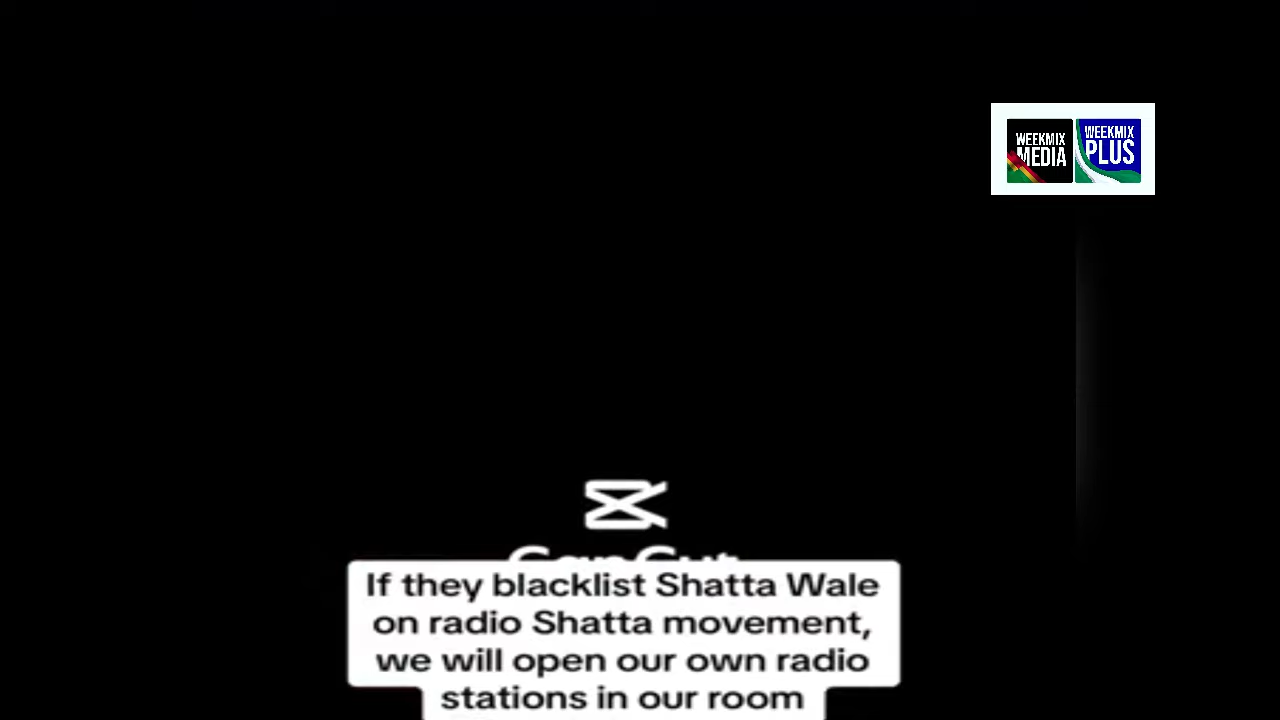 WEEKMIX
MEDIA
WEEKMIX
PLUS
CapCut
If they blacklist Shatta Wale
on radio Shatta movement,
we will open our own radio
stations in our room